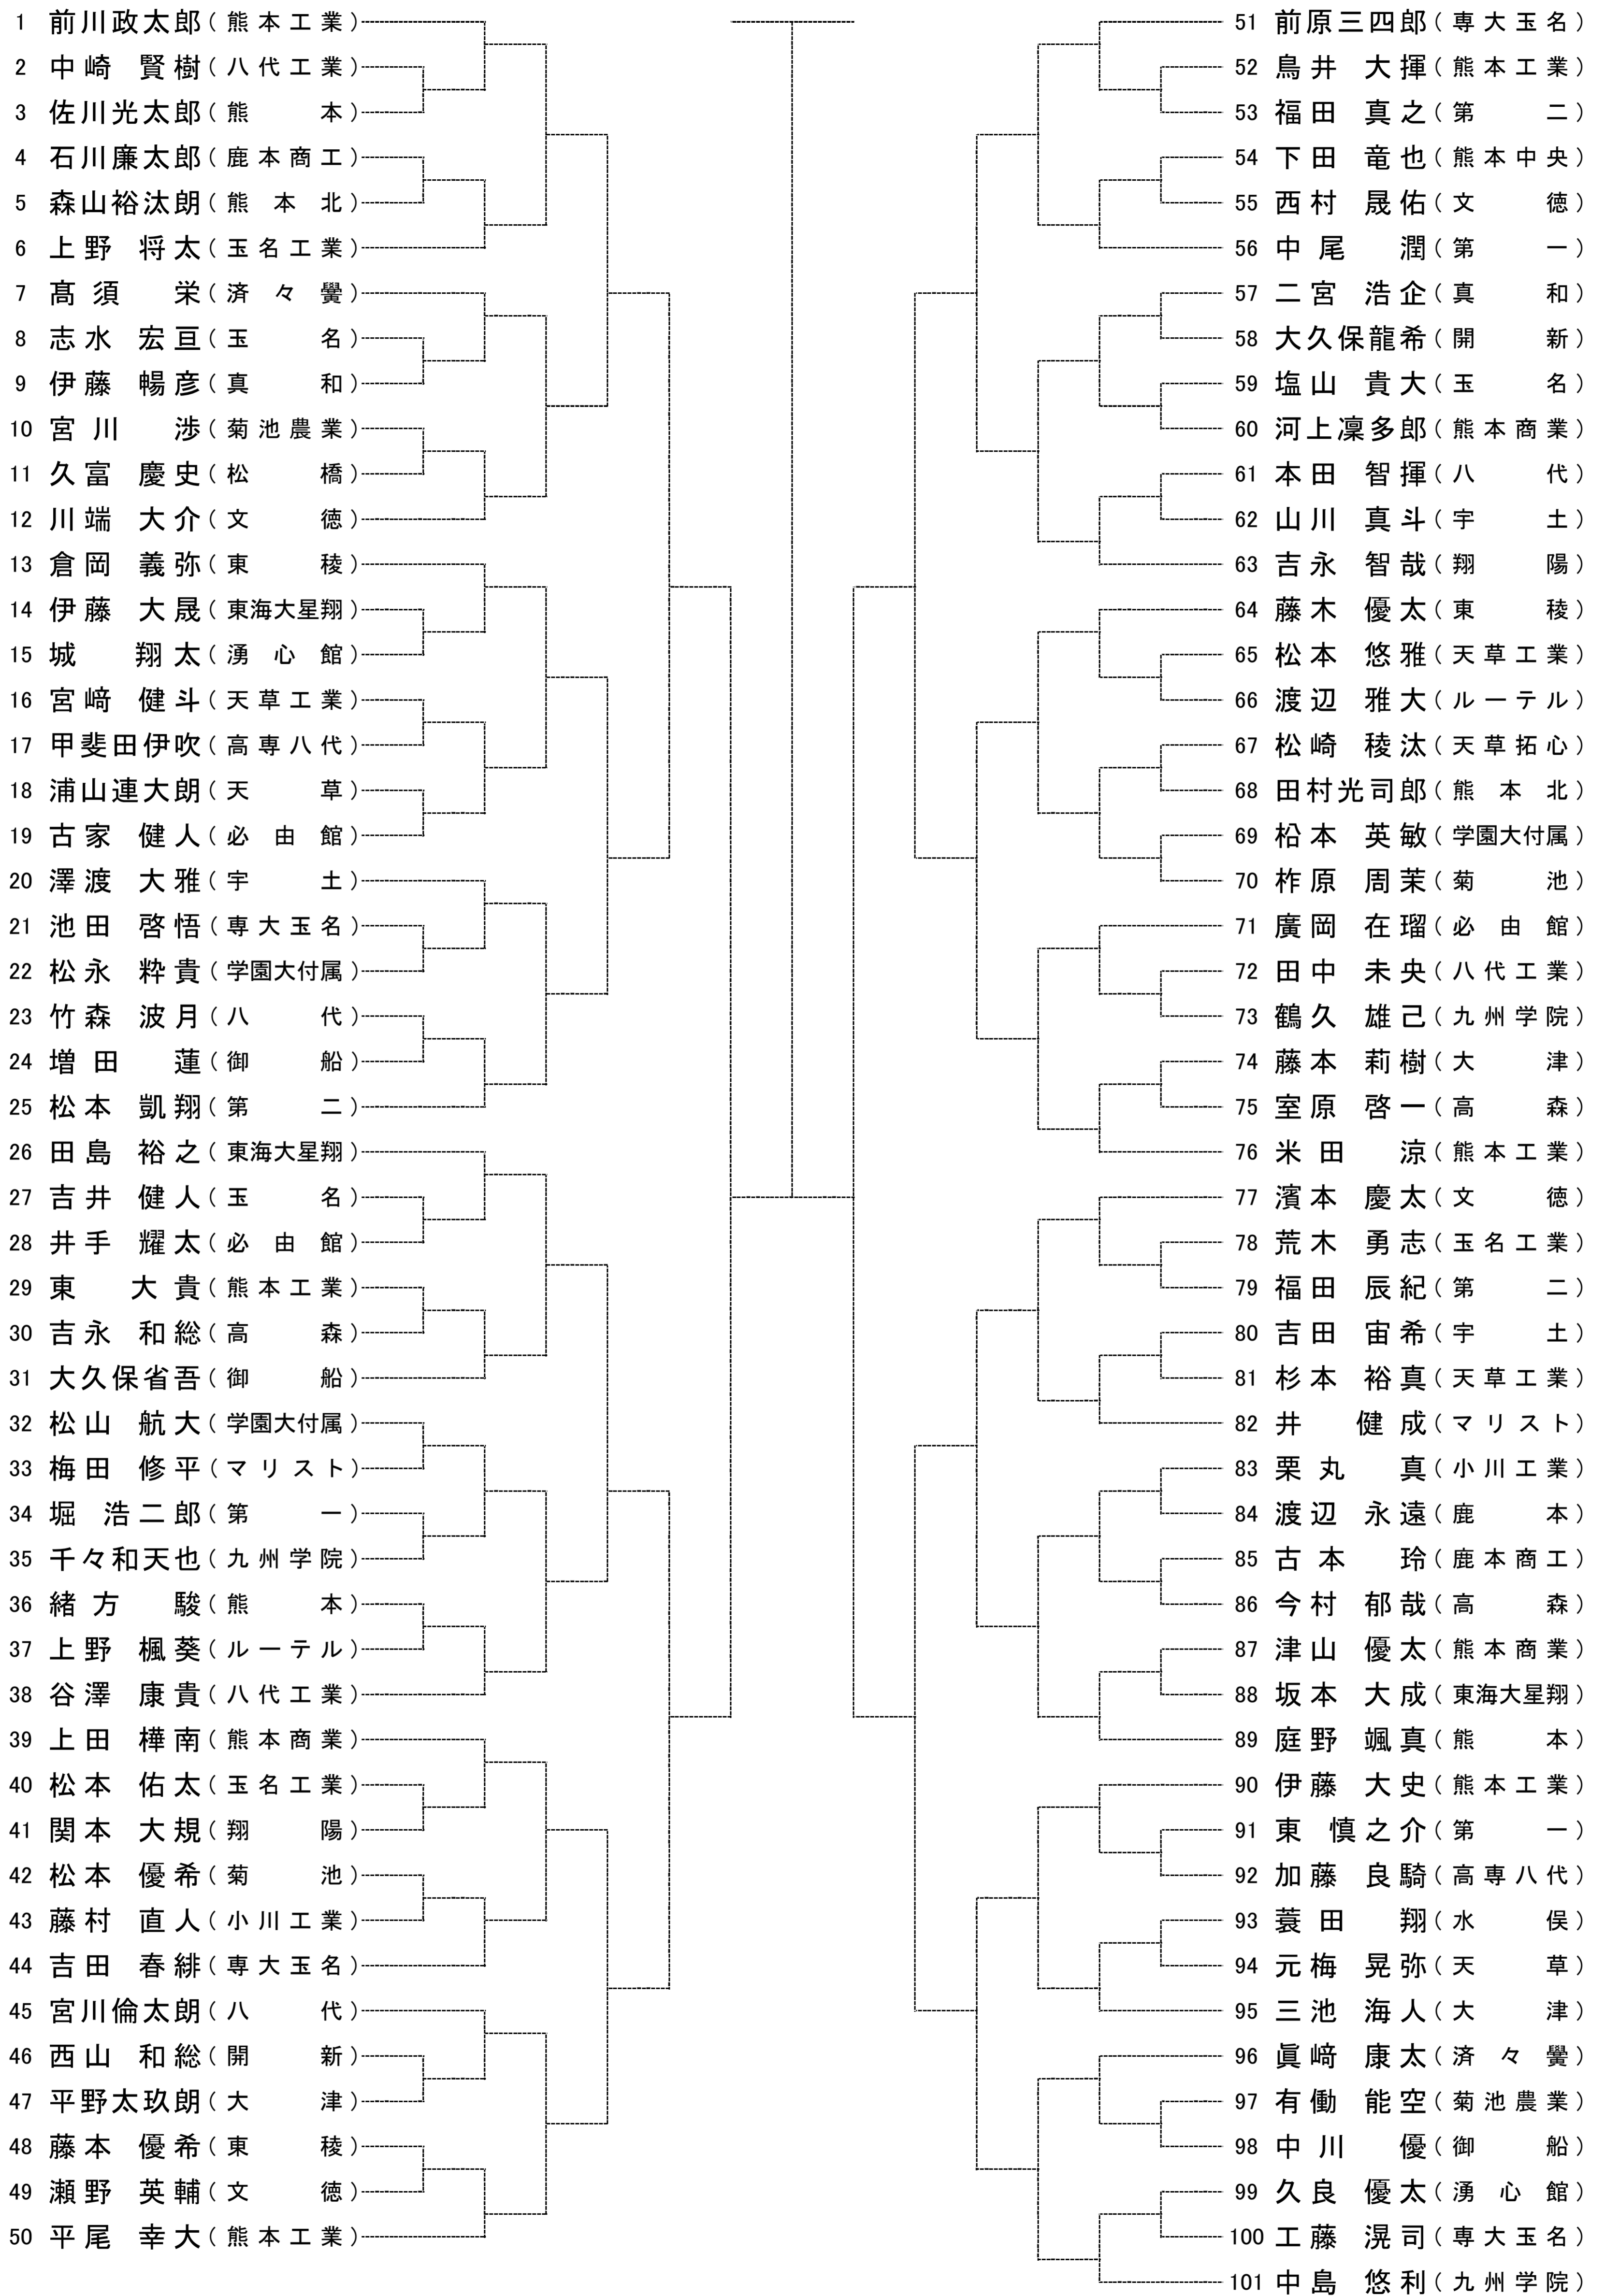 1 前川政太郎(熊本工業)
2 中崎 賢樹(八代工業)
3 佐川光太郎(熊 本)
4 石川廉太郎(鹿本商工)
5 森山裕汰朗(熊本北)
6 上野 将太(玉名工業)
7 髙須 栄(済々黌)
8 志水 宏亘(玉 名)
9 伊藤 暢彦(真 和)
10 宮川 渉(菊池農業)
11 久富 慶史(松 橋)
12 川端 大介(文 徳)
13 倉岡 義弥(東 稜)
14 伊藤 大晟(東海大星翔)
15 城 翔太(湧心館)
16 宮﨑 健斗(天草工業)
17 甲斐田伊吹(高専八代)
18 浦山連大朗(天 草)
19 古家 健人(必由館)
20 澤渡 大雅(宇 土)
21 池田 啓悟(専大玉名)
22 松永 粋貴(学園大付属)
23 竹森 波月(八 代)
24 増田 蓮(御 船)
25 松本 凱翔(第 二)
26 田島 裕之(東海大星翔)
27 吉井 健人(玉 名)
28 井手 耀太(必由館)
29 東 大貴(熊本工業)
30 吉永 和総(高 森)
31 大久保省吾(御 船)
32 松山 航大(学園大付属)
33 梅田 修平(マリスト)
34 堀 浩二郎(第 一)
35 千々和天也(九州学院)
36 緒方 駿(熊 本)
37 上野 楓葵(ルーテル)
38 谷澤 康貴(八代工業)
39 上田 樺南(熊本商業)
40 松本 佑太(玉名工業)
41 関本 大規(翔 陽)
42 松本 優希(菊 池)
43 藤村 直人(小川工業)
44 吉田 春緋(専大玉名)
45 宮川倫太朗(八 代)
46 西山 和総(開 新)
47 平野太玖朗(大 津)
48 藤本 優希(東 稜)
49 瀬野 英輔(文 徳)
50 平尾 幸大(熊本工業)
51 前原三四郎(専大玉名)
52 鳥井 大揮(熊本工業)
53 福田 真之(第 二)
54 下田 竜也(熊本中央)
55 西村 晟佑(文 徳)
56 中尾 潤(第 一)
57 二宮 浩企(真 和)
58 大久保龍希(開 新)
59 塩山 貴大(玉 名)
60 河上凜多郎(熊本商業)
61 本田 智揮(八 代)
62 山川 真斗(宇 土)
63 吉永 智哉(翔 陽)
64 藤木 優太(東 稜)
65 松本 悠雅(天草工業)
66 渡辺 雅大(ルーテル)
67 松崎 稜汰(天草拓心)
68 田村光司郎(熊本北)
69 松本 英敏(学園大付属)
70 柞原 周茉(菊 池)
71 廣岡 在瑠(必由館)
72 田中 未央(八代工業)
73 鶴久 雄己(九州学院)
74 藤本 莉樹(大 津)
75 室原 啓一(高 森)
76 米田 涼(熊本工業)
77 濱本 慶太(文 徳)
78 荒木 勇志(玉名工業)
79 福田 辰紀(第 二)
80 吉田 宙希(宇 土)
81 杉本 裕真(天草工業)
82 井 健成(マリスト)
83 栗丸 真(小川工業)
84 渡辺 永遠(鹿 本)
85 古本 玲(鹿本商工)
86 今村 郁哉(高 森)
87 津山 優太(熊本商業)
88 坂本 大成(東海大星翔)
89 庭野 颯真(熊 本)
90 伊藤 大史(熊本工業)
91 東 慎之介(第 一)
92 加藤 良騎(高専八代)
93 蓑田 翔(水 俣)
94 元梅 晃弥(天 草)
95 三池 海人(大 津)
96 眞﨑 康太(済々黌)
97 有働 能空(菊池農業)
98 中川 優(御 船)
99 久良 優太(湧心館)
100 工藤 滉司(専大玉名)
101 中島 悠利(九州学院)